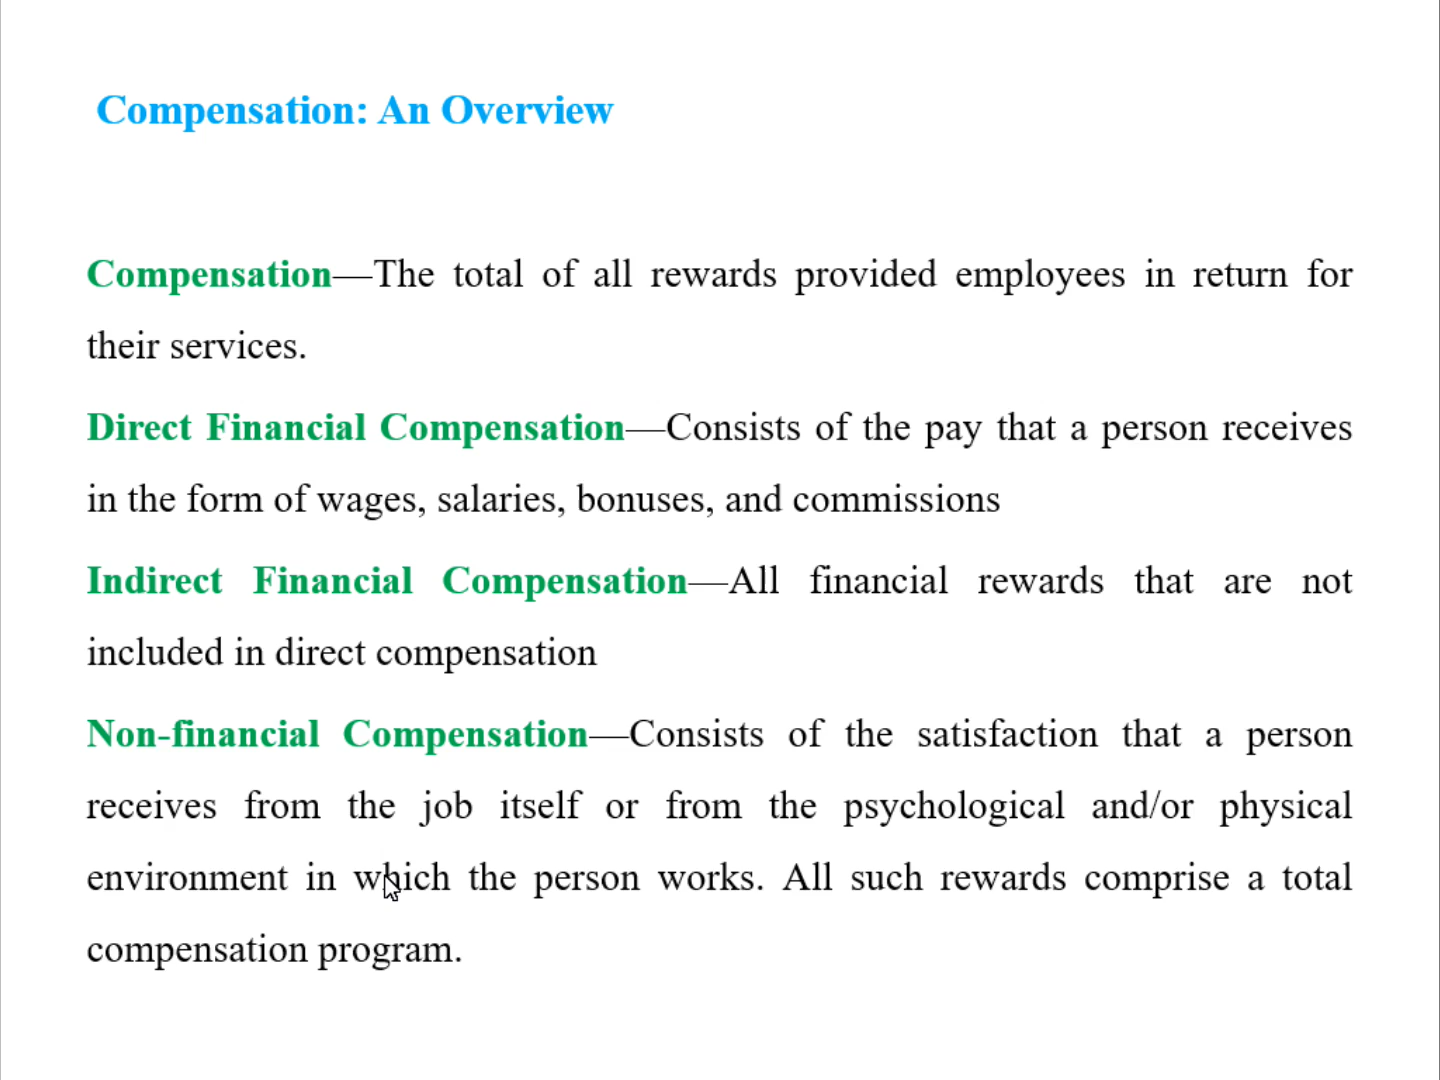 Compensation: An Overview
Compensation—The total of all rewards provided employees in return for
their services.
Direct Financial Compensation—Consists of the pay that a person receives
in the form of wages, salaries, bonuses, and commissions
Indirect Financial Compensation—All financial rewards that are not
included in direct compensation
Non-financial Compensation—Consists of the satisfaction that a person
receives from the job itself or from the psychological and/or physical
environment in which the person works. All such rewards comprise a total
compensation program.